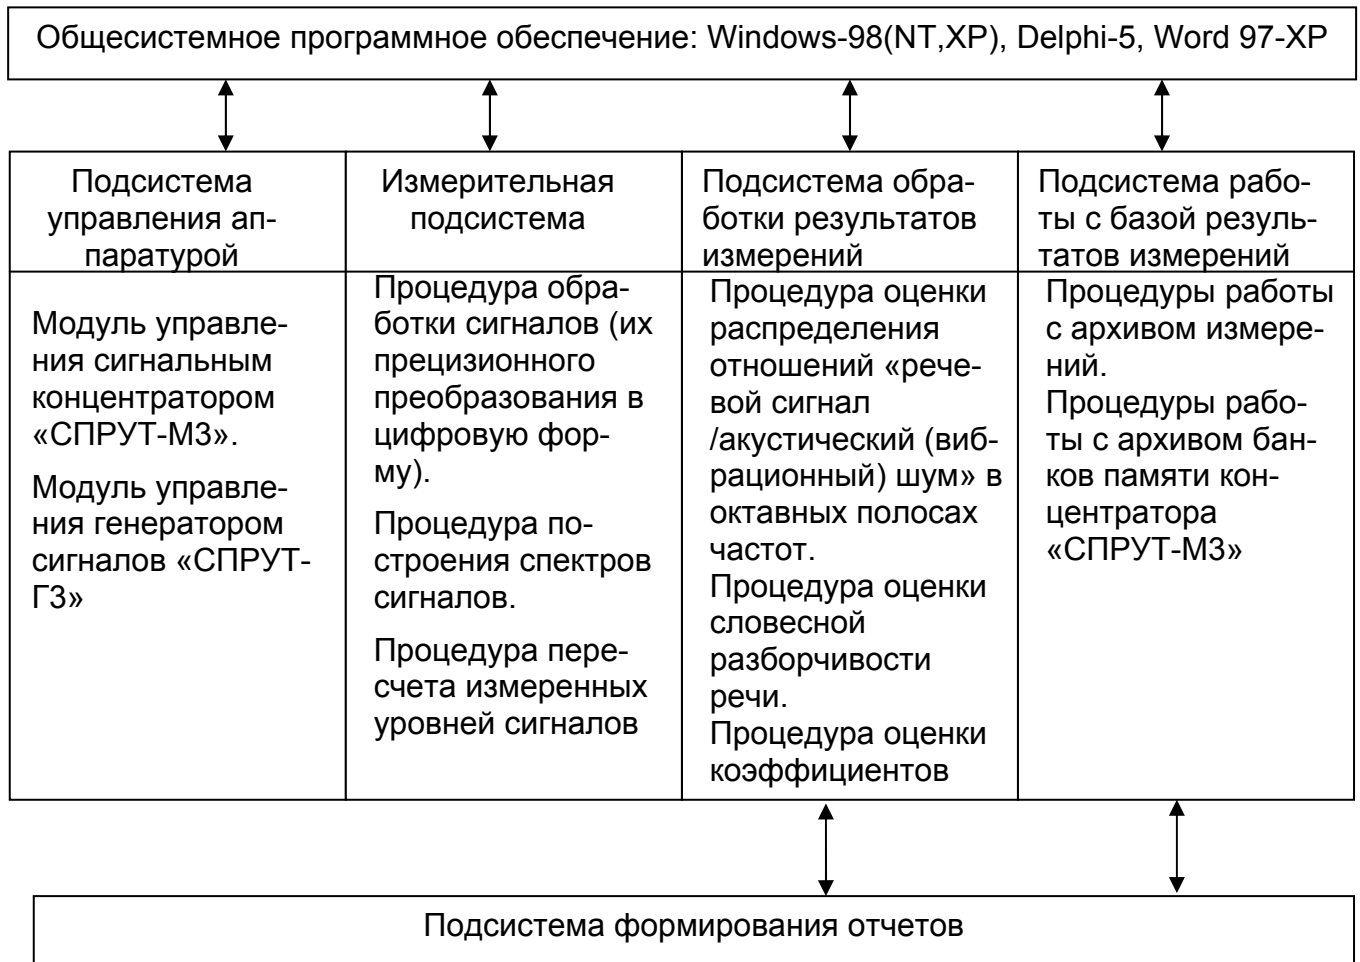 Общесистемное программное обеспечение: Windows-98(NT,XP), Delphi-5, Word 97-XP
Подсистема
управления ап-
паратурой
Измерительная
подсистема
Подсистема обра-
ботки результатов
измерений
Подсистема рабо-
ты с базой резуль-
татов измерений
Модуль управле-
ния сигнальным
концентратором
«СПРУТ-М3».
Модуль управле-
ния генератором
сигналов «СПРУТ-
Г3»
Процедура обра-
ботки сигналов (их
прецизионного
преобразования в
цифровую фор-
му).
Процедура по-
строения спектров
сигналов.
Процедура пере-
счета измеренных
уровней сигналов
Процедура оценки
распределения
отношений «рече-
вой сигнал
/акустический (виб-
рационный) шум» в
октавных полосах
частот.
Процедура оценки
словесной
разборчивости
речи.
Процедура оценки
коэффициентов
Процедуры работы
с архивом измере-
ний.
Процедуры рабо-
ты с архивом бан-
ков памяти кон-
центратора
«СПРУТ-М3»
Подсистема формирования отчетов